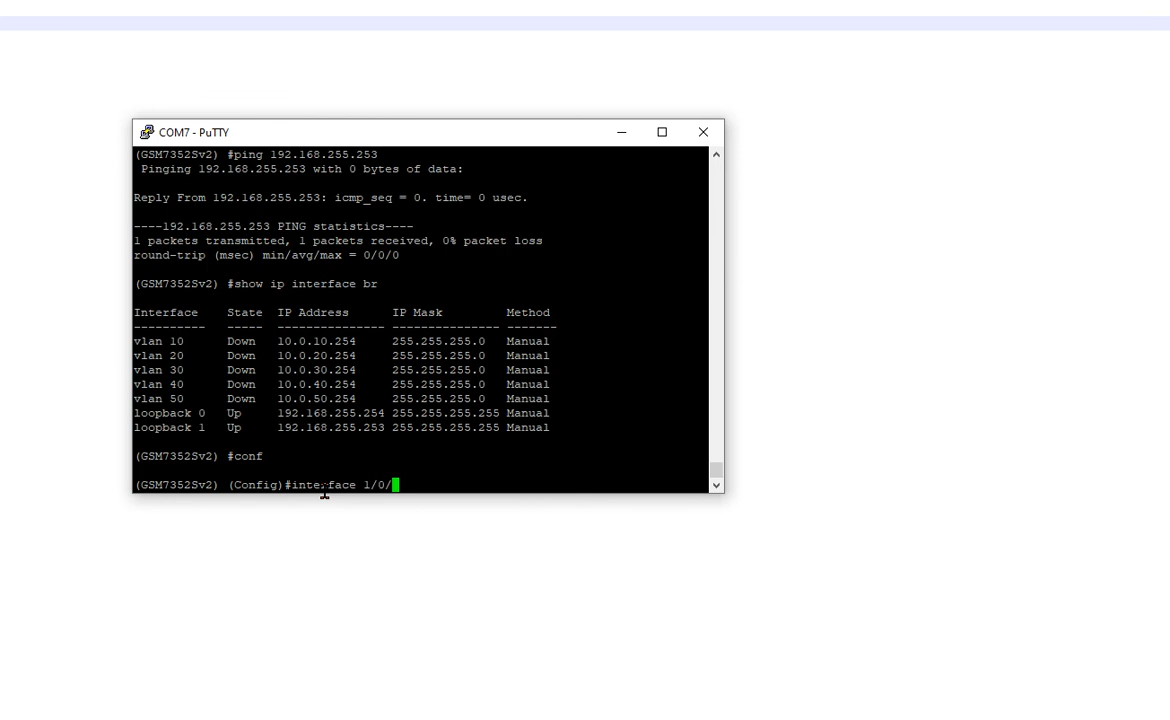 COM7 - PuTTY
(GSM7352Sv2) #ping 192.168.255.253
Pinging 192.168.255.253 with 0 bytes of data:
Reply From 192.168.255.253: icmp_seq = 0. time= 0 usec.
----192.168.255.253 PING statistics----
1 packets transmitted, 1 packets received, 0% packet loss
round-trip (msec) min/avg/max = 0/0/0
(GSM7352Sv2) #show ip interface br
Interface State IP Address IP Mask Method
---------- ----- --------------- --------------- -------
vlan 10 Down 10.0.10.254 255.255.255.0 Manual
vlan 20 Down 10.0.20.254 255.255.255.0 Manual
vlan 30 Down 10.0.30.254 255.255.255.0 Manual
vlan 40 Down 10.0.40.254 255.255.255.0 Manual
vlan 50 Down 10.0.50.254 255.255.255.0 Manual
loopback 0 Up 192.168.255.254 255.255.255.255 Manual
loopback 1 Up 192.168.255.253 255.255.255.255 Manual
(GSM7352Sv2) #conf
(GSM7352Sv2) (Config)#interface 1/0/